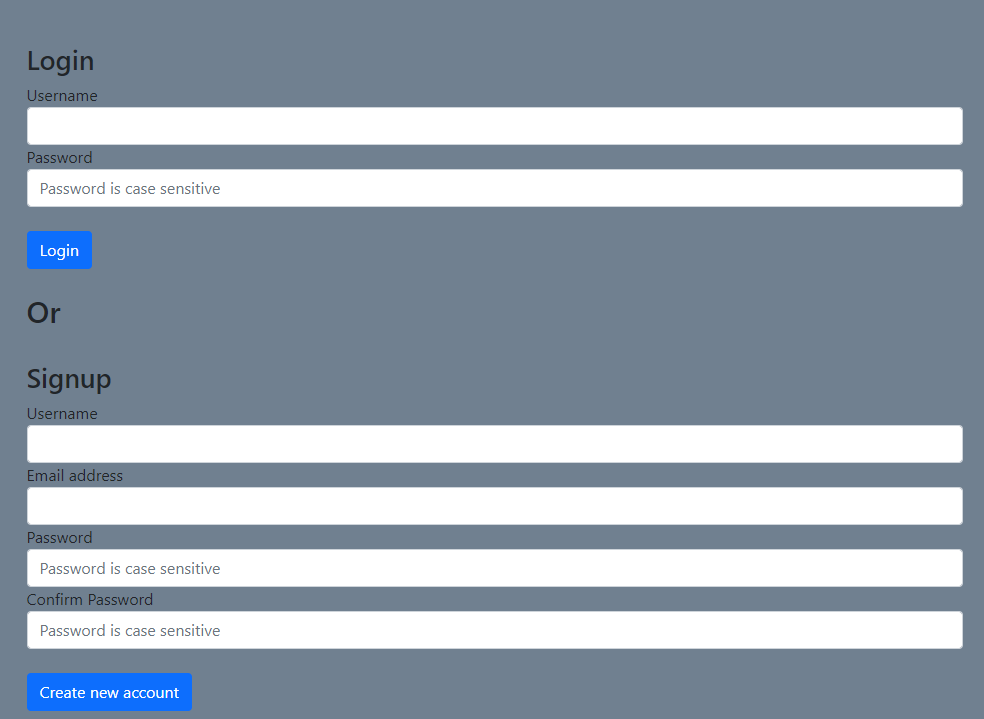 Login
Username
Password
Password is case sensitive
Login
Or
Signup
Username
Email address
Password
Password is case sensitive
Confirm Password
Password is case sensitive
Create new account